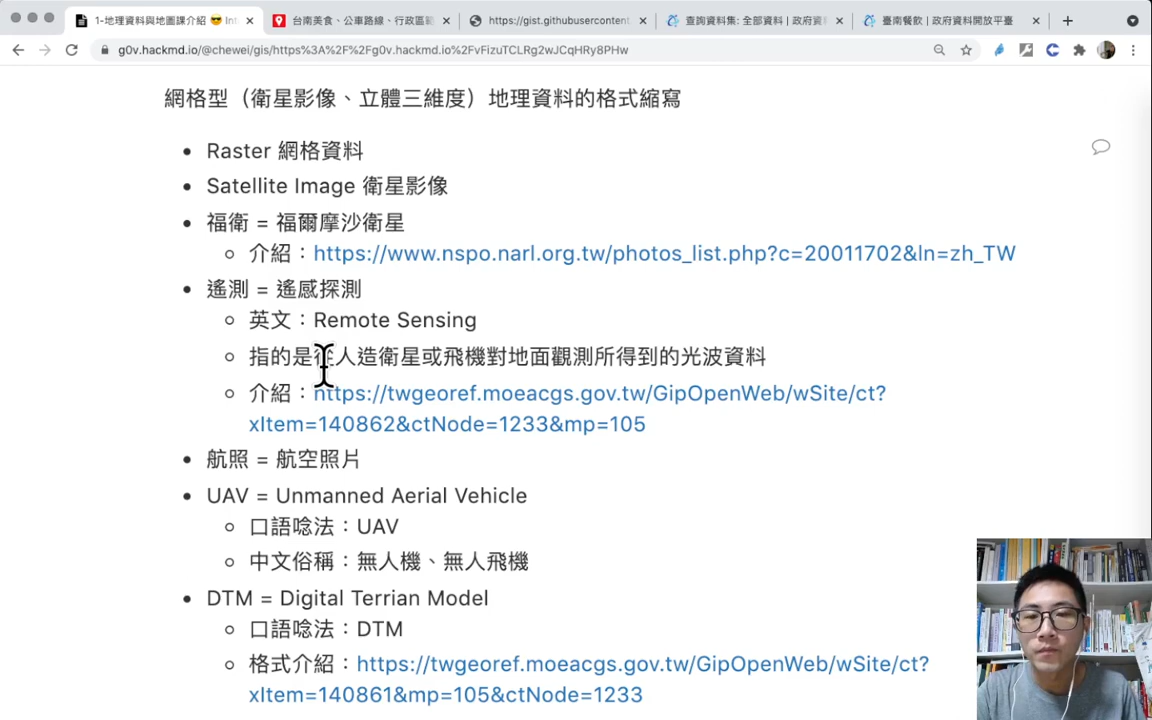 1-地理資料與地圖課介紹 😎 Int
台南美食、公車路線、行政區範
https://gist.githubusercontent.
查詢資料集: 全部資料 | 政府資料
臺南餐飲 | 政府資料開放平臺
g0v.hackmd.io/@chewei/gis/https%3A%2F%2Fg0v.hackmd.io%2FvFizuTCLRg2wJCqHRy8PHw
網格型（衛星影像、立體三維度）地理資料的格式縮寫
Raster 網格資料
Satellite Image 衛星影像
福衛 = 福爾摩沙衛星
介紹：https://www.nspo.narl.org.tw/photos_list.php?c=20011702&ln=zh_TW
遙測 = 遙感探測
英文：Remote Sensing
指的是從人造衛星或飛機對地面觀測所得到的光波資料
介紹：https://twgeoref.moeacgs.gov.tw/GipOpenWeb/wSite/ct?
xItem=140862&ctNode=1233&mp=105
航照 = 航空照片
UAV = Unmanned Aerial Vehicle
口語唸法：UAV
中文俗稱：無人機、無人飛機
DTM = Digital Terrian Model
口語唸法：DTM
格式介紹：https://twgeoref.moeacgs.gov.tw/GipOpenWeb/wSite/ct?
xItem=140861&mp=105&ctNode=1233